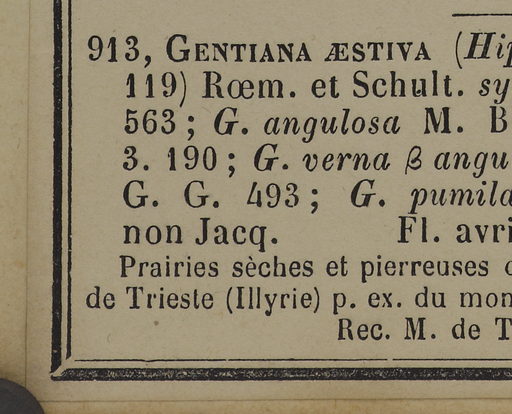 913, GENTIANA ÆSTIVA (Hip
119) Rœm. et Schult. sy
563 ; G. angulosa M. B
3. 190 ; G. verna β angu
G. G. 493 ; G. pumila
non Jacq. Fl. avri
Prairies sèches et pierreuses
de Trieste (Illyrie) p. ex. du mon
Rec. M. de T